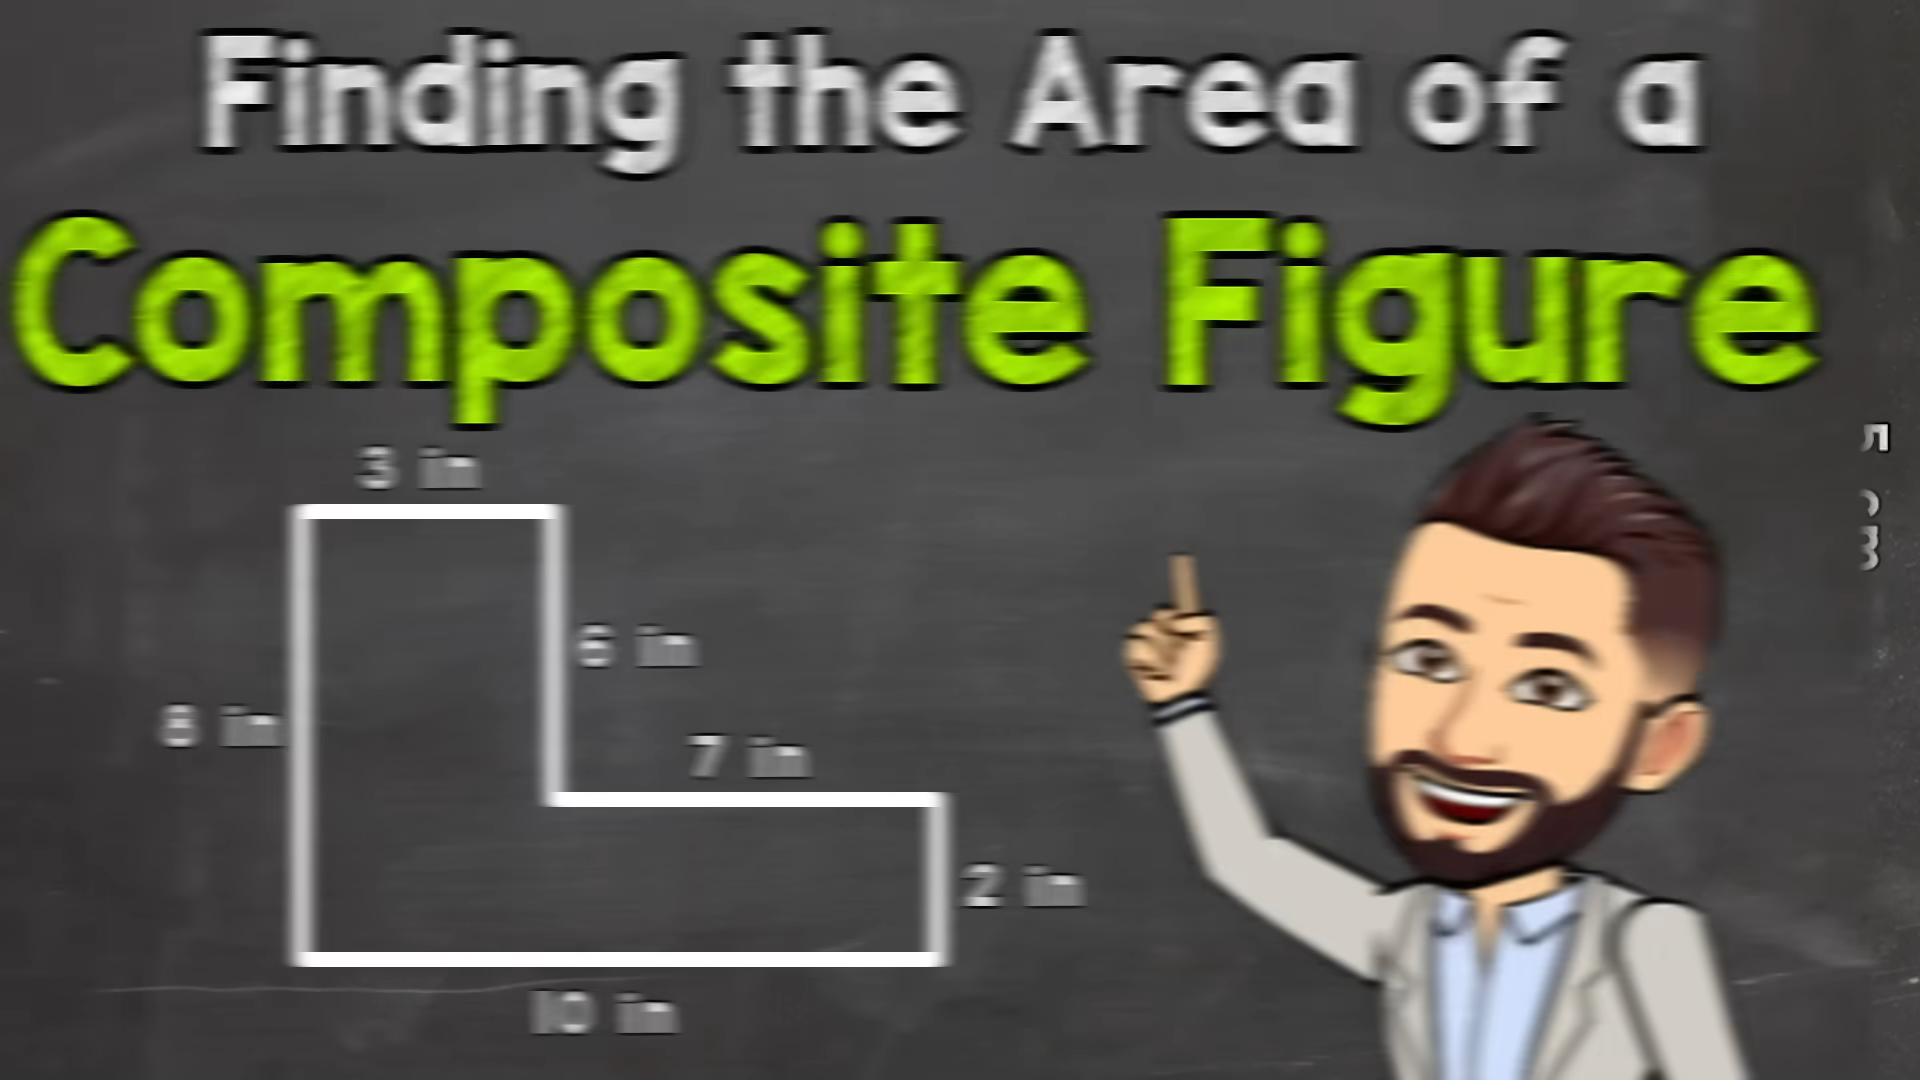 Finding the Area of a
Composite Figure
3 in
6 in
8 in
7 in
2 in
10 in